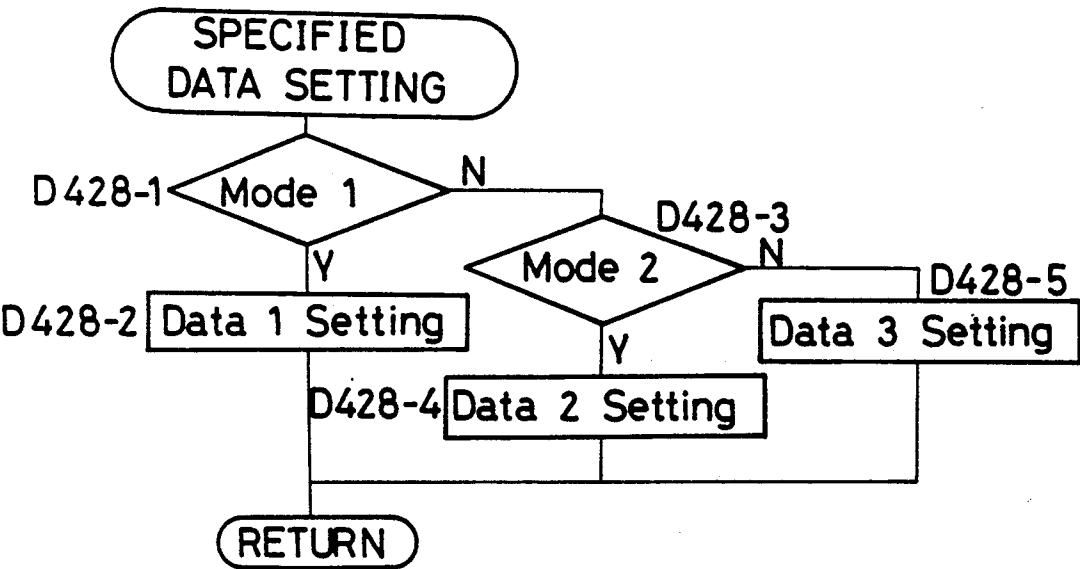 SPECIFIED
DATA SETTING
D428-1
Mode 1
N
D428-3
Y
Mode 2
N
D428-5
D428-2
Data 1 Setting
Data 3 Setting
Y
D428-4
Data 2 Setting
RETURN